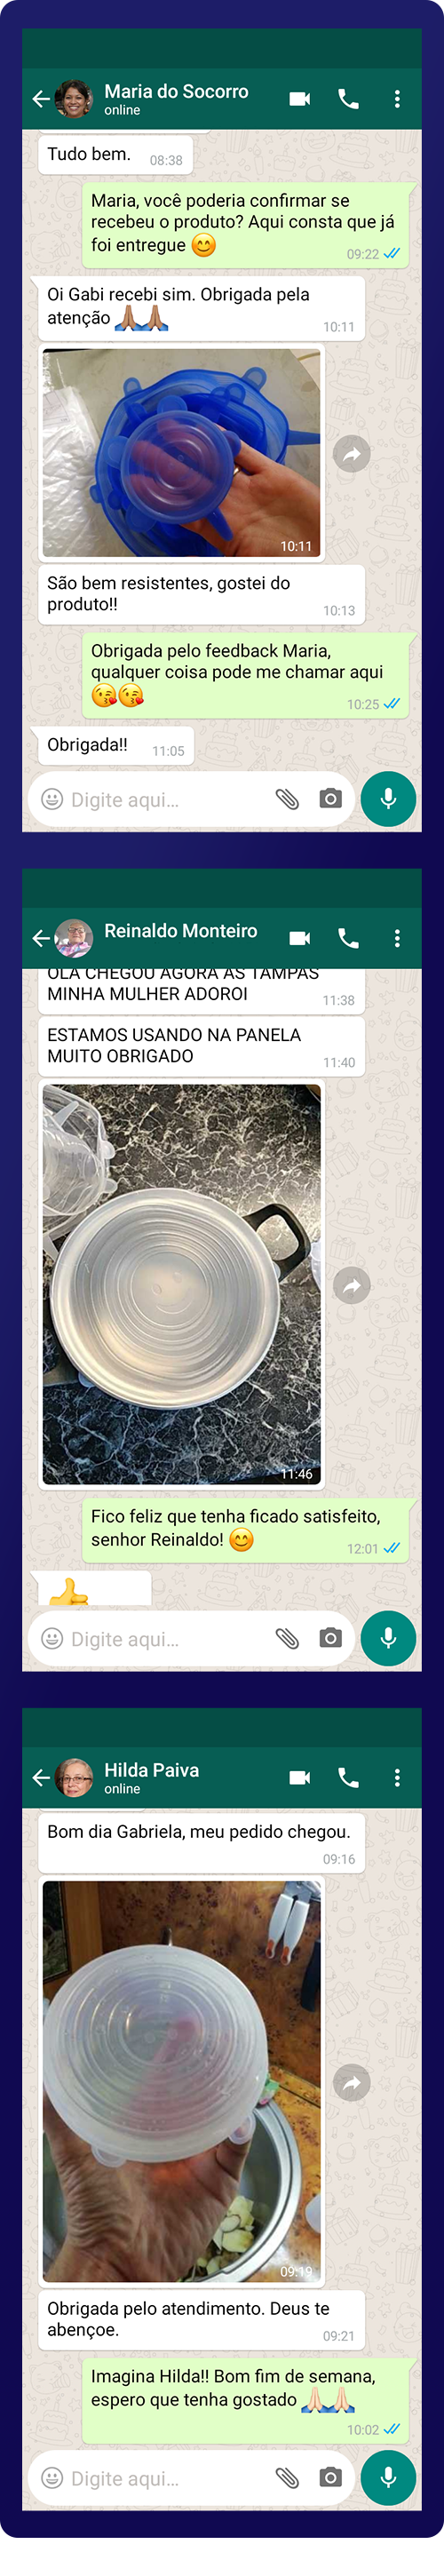 Maria do Socorro
online
Tudo bem. 08:38
Maria, você poderia confirmar se
recebeu o produto? Aqui consta que já
foi entregue 😊 09:22
Oi Gabi recebi sim. Obrigada pela
atenção 🙏🏽🙏🏽 10:11
10:11
São bem resistentes, gostei do
produto!! 10:13
Obrigada pelo feedback Maria,
qualquer coisa pode me chamar aqui
😘😘 10:25
Obrigada!! 11:05
Digite aqui...
Reinaldo Monteiro
OLA CHEGOU AGORA AS TAMPAS
MINHA MULHER ADOROI 11:38
ESTAMOS USANDO NA PANELA
MUITO OBRIGADO 11:40
11:46
Fico feliz que tenha ficado satisfeito,
senhor Reinaldo! 😊 12:01
👍
Digite aqui...
Hilda Paiva
online
Bom dia Gabriela, meu pedido chegou.
09:16
09:19
Obrigada pelo atendimento. Deus te
abençoe. 09:21
Imagina Hilda!! Bom fim de semana,
espero que tenha gostado 🙏🏻🙏🏻
10:02
Digite aqui...